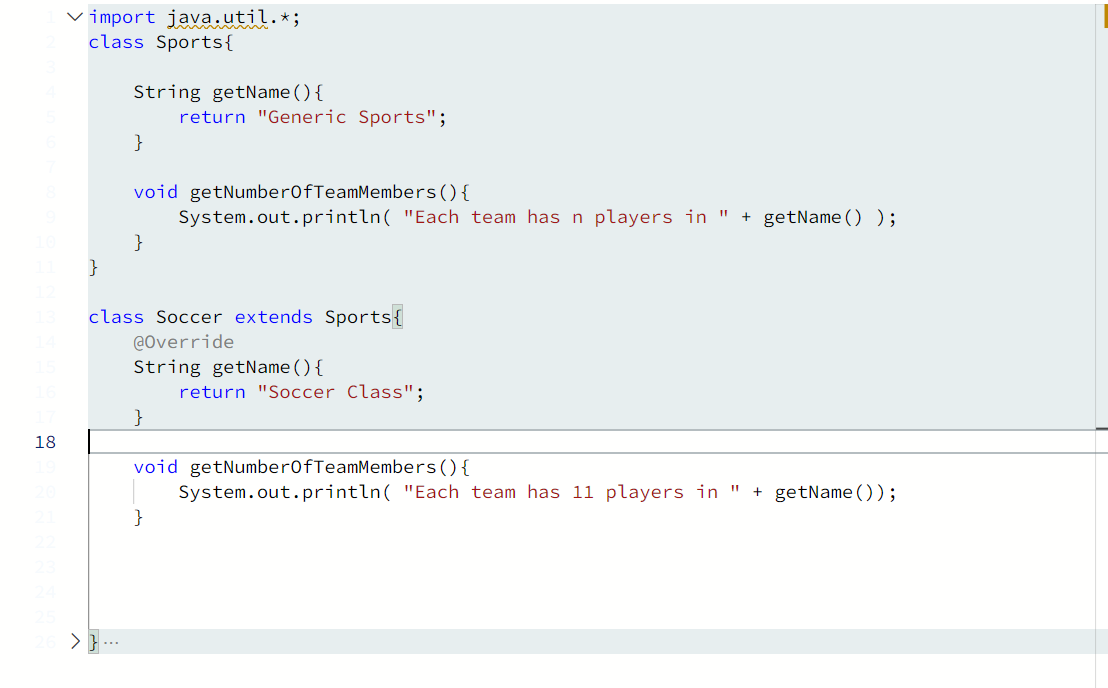 1 import java.util.*;
2 class Sports{
3
4 String getName(){
5 return "Generic Sports";
6 }
7
8 void getNumberOfTeamMembers(){
9 System.out.println( "Each team has n players in " + getName() );
10 }
11 }
12
13 class Soccer extends Sports{
14 @Override
15 String getName(){
16 return "Soccer Class";
17 }
18
19 void getNumberOfTeamMembers(){
20 System.out.println( "Each team has 11 players in " + getName());
21 }
22
23
24
25
26 }...